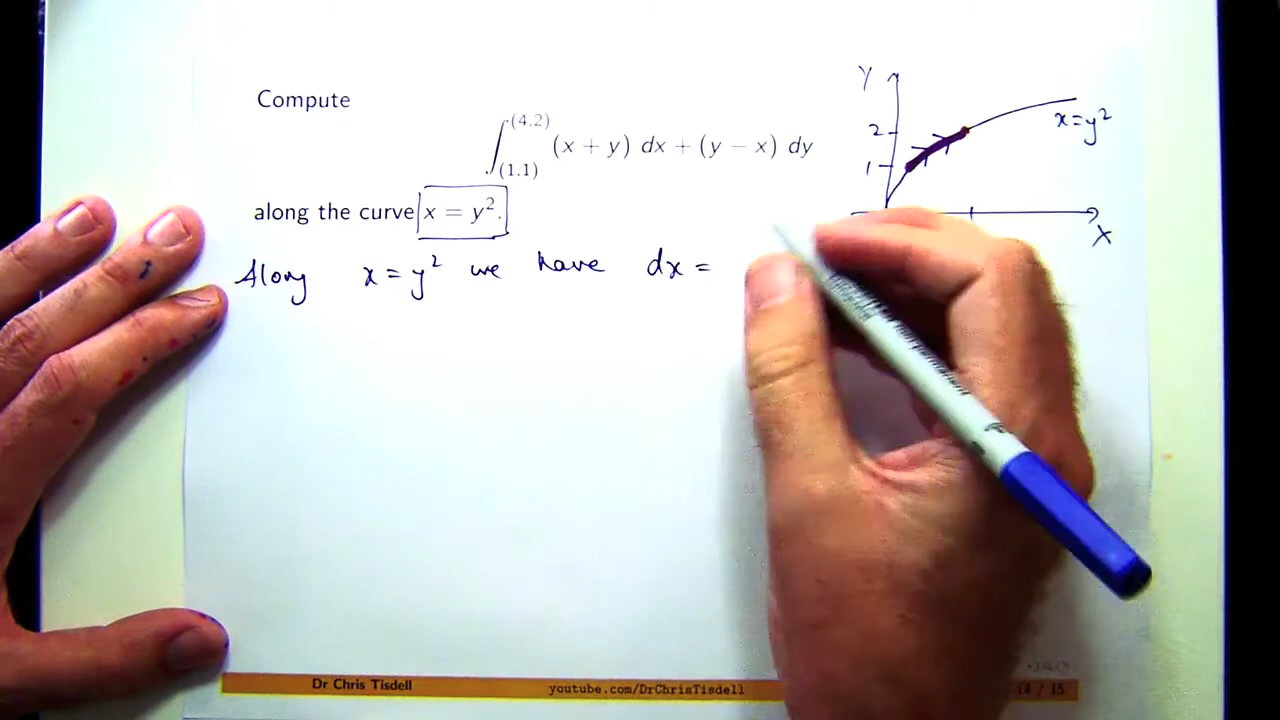 Compute
∫_(1.1)^(4.2) (x + y) dx + (y − x) dy
along the curve x = y².
Along x = y² we have dx =
Y
2
1
x = y²
X
Dr Chris Tisdell
youtube.com/DrChrisTisdell
14 / 15